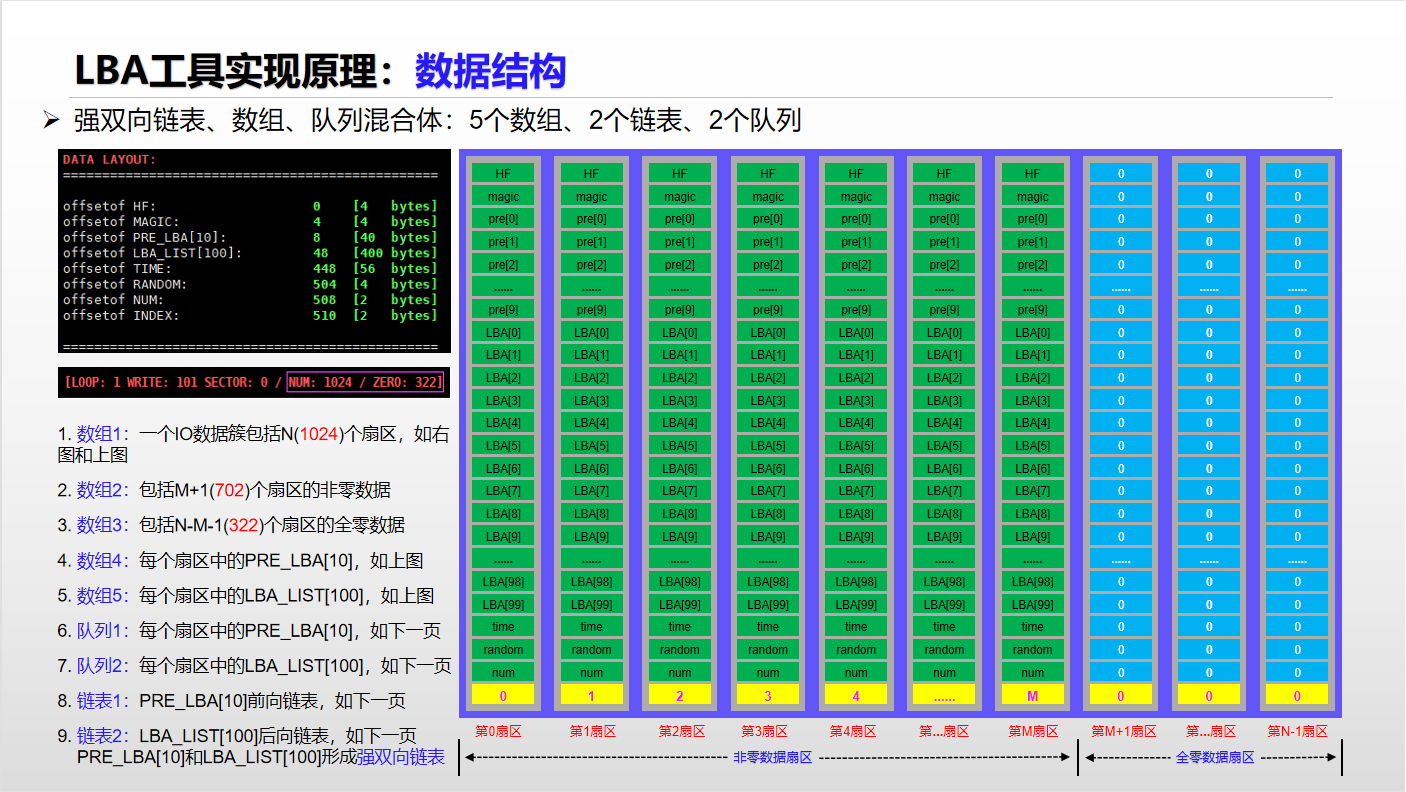 LBA工具实现原理：数据结构
➢ 强双向链表、数组、队列混合体：5个数组、2个链表、2个队列
DATA LAYOUT:
================================================
offsetof HF: 0 [4 bytes]
offsetof MAGIC: 4 [4 bytes]
offsetof PRE_LBA[10]: 8 [40 bytes]
offsetof LBA_LIST[100]: 48 [400 bytes]
offsetof TIME: 448 [56 bytes]
offsetof RANDOM: 504 [4 bytes]
offsetof NUM: 508 [2 bytes]
offsetof INDEX: 510 [2 bytes]
================================================
[LOOP: 1 WRITE: 101 SECTOR: 0 / NUM: 1024 / ZERO: 322]
1. 数组1：一个IO数据簇包括N(1024)个扇区，如右
图和上图
2. 数组2：包括M+1(702)个扇区的非零数据
3. 数组3：包括N-M-1(322)个扇区的全零数据
4. 数组4：每个扇区中的PRE_LBA[10]，如上图
5. 数组5：每个扇区中的LBA_LIST[100]，如上图
6. 队列1：每个扇区中的PRE_LBA[10]，如下一页
7. 队列2：每个扇区中的LBA_LIST[100]，如下一页
8. 链表1：PRE_LBA[10]前向链表，如下一页
9. 链表2：LBA_LIST[100]后向链表，如下一页
PRE_LBA[10]和LBA_LIST[100]形成强双向链表
HF HF HF HF HF HF HF 0 0 0
magic magic magic magic magic magic magic 0 0 0
pre[0] pre[0] pre[0] pre[0] pre[0] pre[0] pre[0] 0 0 0
pre[1] pre[1] pre[1] pre[1] pre[1] pre[1] pre[1] 0 0 0
pre[2] pre[2] pre[2] pre[2] pre[2] pre[2] pre[2] 0 0 0
...... ...... ...... ...... ...... ...... ...... ...... ...... ......
pre[9] pre[9] pre[9] pre[9] pre[9] pre[9] pre[9] 0 0 0
LBA[0] LBA[0] LBA[0] LBA[0] LBA[0] LBA[0] LBA[0] 0 0 0
LBA[1] LBA[1] LBA[1] LBA[1] LBA[1] LBA[1] LBA[1] 0 0 0
LBA[2] LBA[2] LBA[2] LBA[2] LBA[2] LBA[2] LBA[2] 0 0 0
LBA[3] LBA[3] LBA[3] LBA[3] LBA[3] LBA[3] LBA[3] 0 0 0
LBA[4] LBA[4] LBA[4] LBA[4] LBA[4] LBA[4] LBA[4] 0 0 0
LBA[5] LBA[5] LBA[5] LBA[5] LBA[5] LBA[5] LBA[5] 0 0 0
LBA[6] LBA[6] LBA[6] LBA[6] LBA[6] LBA[6] LBA[6] 0 0 0
LBA[7] LBA[7] LBA[7] LBA[7] LBA[7] LBA[7] LBA[7] 0 0 0
LBA[8] LBA[8] LBA[8] LBA[8] LBA[8] LBA[8] LBA[8] 0 0 0
LBA[9] LBA[9] LBA[9] LBA[9] LBA[9] LBA[9] LBA[9] 0 0 0
...... ...... ...... ...... ...... ...... ...... ...... ...... ......
LBA[98] LBA[98] LBA[98] LBA[98] LBA[98] LBA[98] LBA[98] 0 0 0
LBA[99] LBA[99] LBA[99] LBA[99] LBA[99] LBA[99] LBA[99] 0 0 0
time time time time time time time 0 0 0
random random random random random random random 0 0 0
num num num num num num num 0 0 0
0 1 2 3 4 ...... M 0 0 0
第0扇区 第1扇区 第2扇区 第3扇区 第4扇区 第...扇区 第M扇区 第M+1扇区 第...扇区 第N-1扇区
非零数据扇区 全零数据扇区